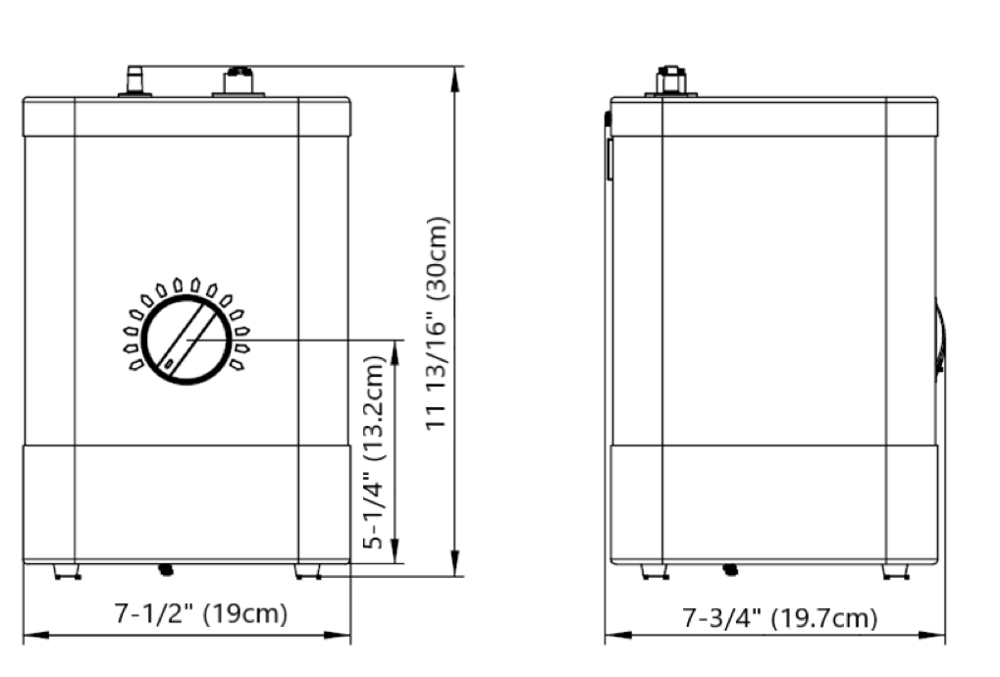 11 13/16" (30cm)
5-1/4" (13.2cm)
7-1/2" (19cm)
7-3/4" (19.7cm)